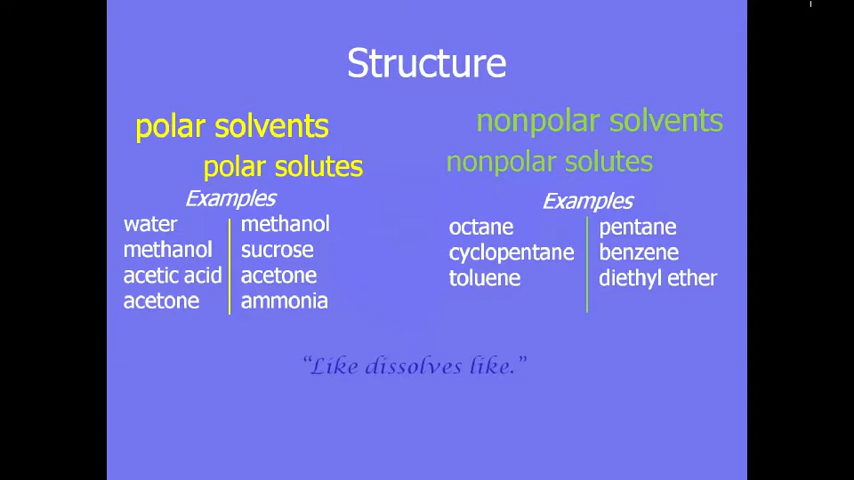 Structure
polar solvents
polar solutes
Examples
water methanol
methanol sucrose
acetic acid acetone
acetone ammonia
nonpolar solvents
nonpolar solutes
Examples
octane pentane
cyclopentane benzene
toluene diethyl ether
“Like dissolves like.”